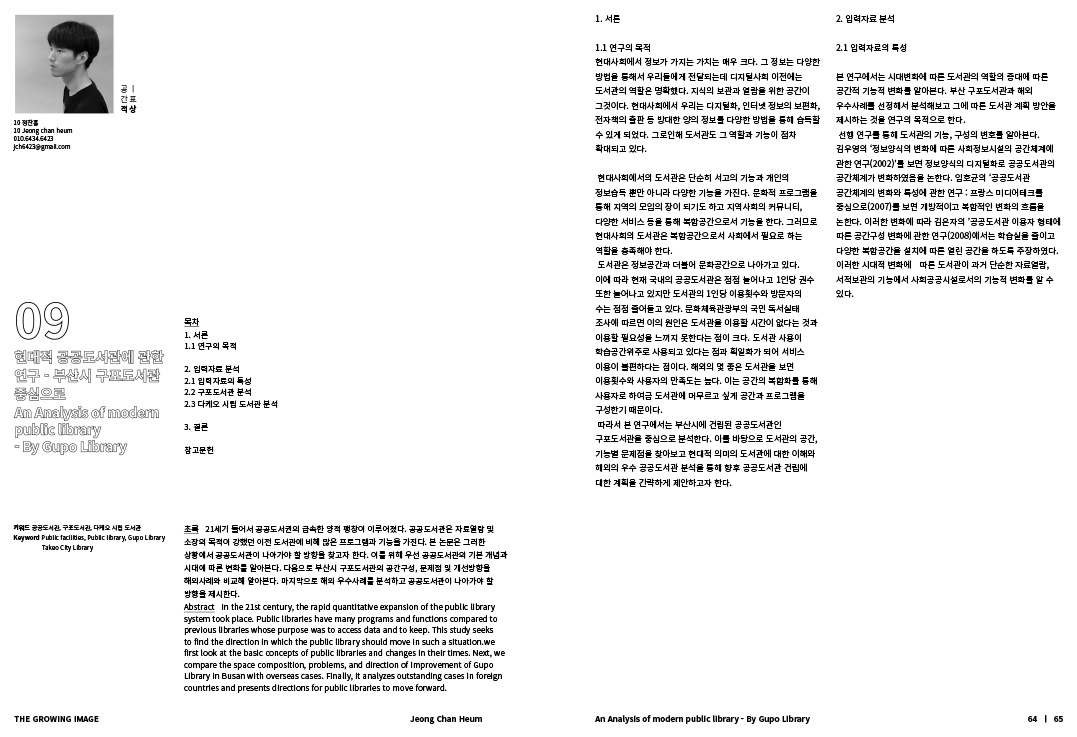 공 | 
간 표
적 상
10 정찬흠
10 Jeong chan heum
010.6434.6423
jch6423@gmail.com
09
현대적 공공도서관에 관한
연구 - 부산시 구포도서관
중심으로
An Analysis of modern
public library
- By Gupo Library
목차
1. 서론
1.1 연구의 목적
2. 입력자료 분석
2.1 입력자료의 특성
2.2 구포도서관 분석
2.3 다케오 시립 도서관 분석
3. 결론
참고문헌
키워드 공공도서관, 구포도서관, 다케오 시립 도서관
Keyword Public facilities, Public library, Gupo Library
Takeo City Library
초록 21세기 들어서 공공도서권의 급속한 양적 팽창이 이루어졌다. 공공도서관은 자료열람 및
소장의 목적이 강했던 이전 도서관에 비해 많은 프로그램과 기능을 가진다. 본 논문은 그러한
상황에서 공공도서관이 나아가야 할 방향을 찾고자 한다. 이를 위해 우선 공공도서관의 기본 개념과
시대에 따른 변화를 알아본다. 다음으로 부산시 구포도서관의 공간구성, 문제점 및 개선방향을
해외사례와 비교해 알아본다. 마지막으로 해외 우수사례를 분석하고 공공도서관이 나아가야 할
방향을 제시한다.
Abstract In the 21st century, the rapid quantitative expansion of the public library
system took place. Public libraries have many programs and functions compared to
previous libraries whose purpose was to access data and to keep. This study seeks
to find the direction in which the public library should move in such a situation.we
first look at the basic concepts of public libraries and changes in their times. Next, we
compare the space composition, problems, and direction of improvement of Gupo
Library in Busan with overseas cases. Finally, it analyzes outstanding cases in foreign
countries and presents directions for public libraries to move forward.
THE GROWING IMAGE
Jeong Chan Heum
1. 서론
1.1 연구의 목적
현대사회에서 정보가 가지는 가치는 매우 크다. 그 정보는 다양한
방법을 통해서 우리들에게 전달되는데 디지털사회 이전에는
도서관의 역할은 명확했다. 지식의 보관과 열람을 위한 공간이
그것이다. 현대사회에서 우리는 디지털화, 인터넷 정보의 보편화,
전자책의 출판 등 방대한 양의 정보를 다양한 방법을 통해 습득할
수 있게 되었다. 그로인해 도서관도 그 역할과 기능이 점차
확대되고 있다.
현대사회에서의 도서관은 단순히 서고의 기능과 개인의
정보습득 뿐만 아니라 다양한 기능을 가진다. 문화적 프로그램을
통해 지역의 모임의 장이 되기도 하고 지역사회의 커뮤니티,
다양한 서비스 등을 통해 복합공간으로서 기능을 한다. 그러므로
현대사회의 도서관은 복합공간으로서 사회에서 필요로 하는
역할을 충족해야 한다.
도서관은 정보공간과 더불어 문화공간으로 나아가고 있다.
이에 따라 현재 국내의 공공도서관은 점점 늘어나고 1인당 권수
또한 늘어나고 있지만 도서관의 1인당 이용횟수와 방문자의
수는 점점 줄어들고 있다. 문화체육관광부의 국민 독서실태
조사에 따르면 이의 원인은 도서관을 이용할 시간이 없다는 것과
이용할 필요성을 느끼지 못한다는 점이 크다. 도서관 사용이
학습공간위주로 사용되고 있다는 점과 획일화가 되어 서비스
이용이 불편하다는 점이다. 해외의 몇 좋은 도서관을 보면
이용횟수와 사용자의 만족도는 높다. 이는 공간의 복합화를 통해
사용자로 하여금 도서관에 머무르고 싶게 공간과 프로그램을
구성한기 때문이다.
따라서 본 연구에서는 부산시에 건립된 공공도서관인
구포도서관을 중심으로 분석한다. 이를 바탕으로 도서관의 공간,
기능별 문제점을 찾아보고 현대적 의미의 도서관에 대한 이해와
해외의 우수 공공도서관 분석을 통해 향후 공공도서관 건립에
대한 계획을 간략하게 제안하고자 한다.
2. 입력자료 분석
2.1 입력자료의 특성
본 연구에서는 시대변화에 따른 도서관의 역할의 증대에 따른
공간적 기능적 변화를 알아본다. 부산 구포도서관과 해외
우수사례를 선정해서 분석해보고 그에 따른 도서관 계획 방안을
제시하는 것을 연구의 목적으로 한다.
선행 연구를 통해 도서관의 기능, 구성의 변호를 알아본다.
김우영의 ‘정보양식의 변화에 따른 사회정보시설의 공간체계에
관한 연구(2002)’를 보면 정보양식의 디지털화로 공공도서관의
공간체계가 변화하였음을 논한다. 임호균의 ‘공공도서관
공간체계의 변화와 특성에 관한 연구 : 프랑스 미디어테크를
중심으로(2007)를 보면 개방적이고 복합적인 변화의 흐름을
논한다. 이러한 변화에 따라 김은자의 '공공도서관 이용자 형태에
따른 공간구성 변화에 관한 연구(2008)에서는 학습실을 줄이고
다양한 복합공간을 설치에 따른 열린 공간을 하도록 주장하였다.
이러한 시대적 변화에 따른 도서관이 과거 단순한 자료열람,
서적보관의 기능에서 사회공공시설로서의 기능적 변화를 알 수
있다.
An Analysis of modern public library - By Gupo Library
64 | 65